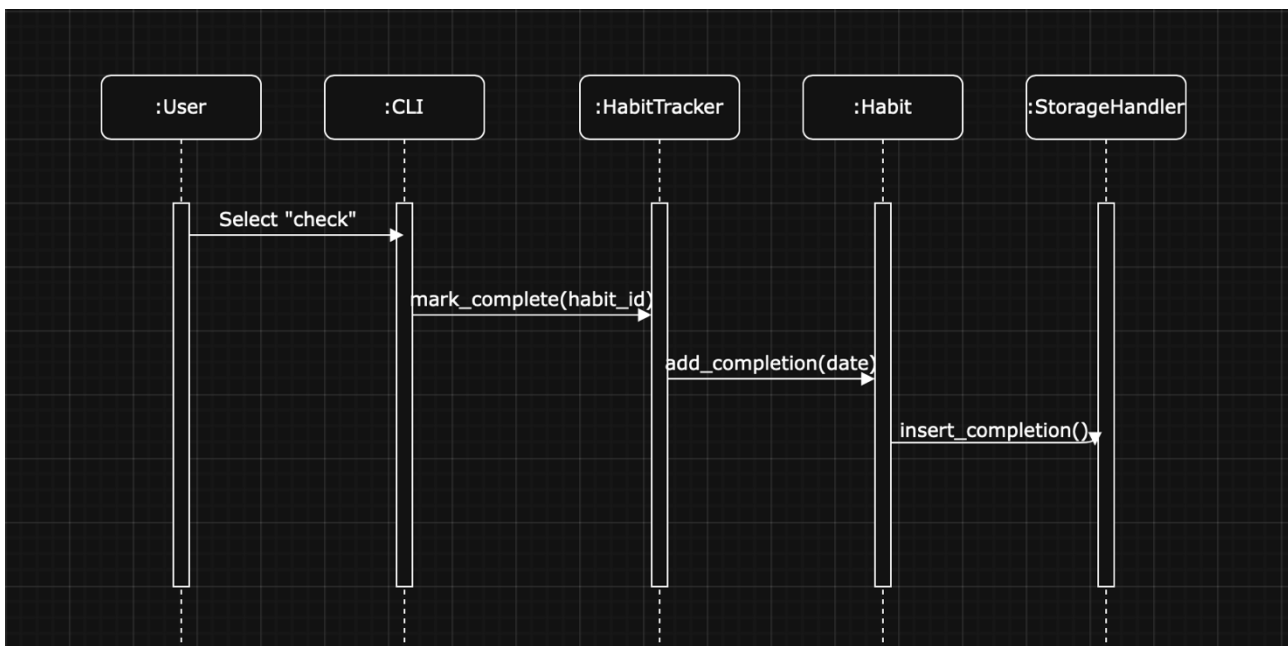 :User
:CLI
:HabitTracker
:Habit
:StorageHandler
Select "check"
mark_complete(habit_id)
add_completion(date)
insert_completion()